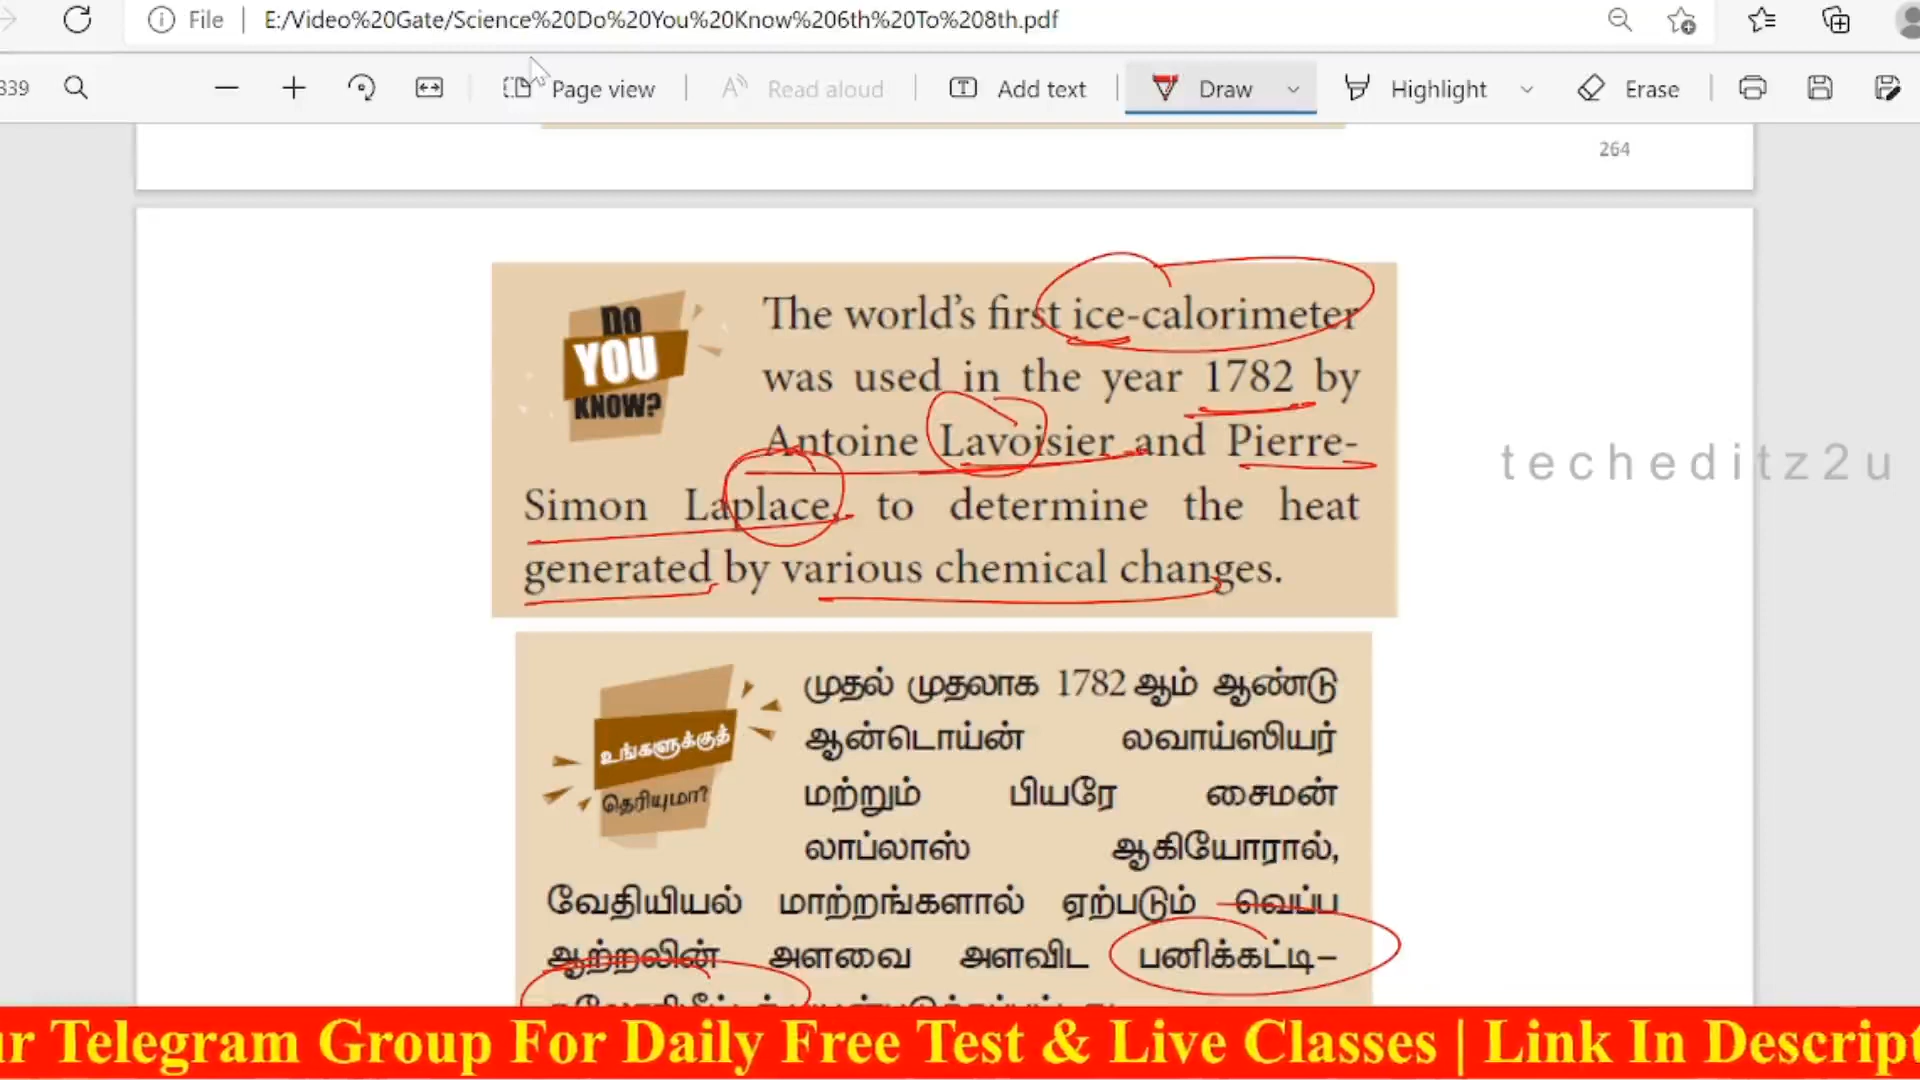 File
E:/Video%20Gate/Science%20Do%20You%20Know%206th%20To%208th.pdf
339
Page view
Read aloud
Add text
Draw
Highlight
Erase
264
DO
YOU
KNOW?
The world's first ice-calorimeter
was used in the year 1782 by
Antoine Lavoisier and Pierre-
Simon Laplace, to determine the heat
generated by various chemical changes.
techeditz2u
உங்களுக்குத்
தெரியுமா?
முதல் முதலாக 1782 ஆம் ஆண்டு
ஆன்டொய்ன் லவாய்ஸியர்
மற்றும் பியரே சைமன்
லாப்லாஸ் ஆகியோரால்,
வேதியியல் மாற்றங்களால் ஏற்படும் வெப்ப
ஆற்றலின் அளவை அளவிட பனிக்கட்டி–
ur Telegram Group For Daily Free Test & Live Classes | Link In Descript